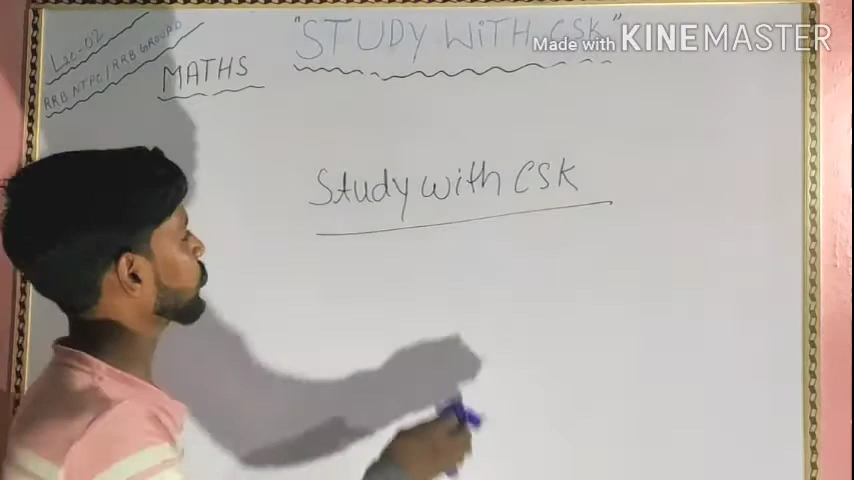 Lec-02
RRB NTPC/RRB GROUP D
MATHS
"STUDY WiTH CSK"
Made with KINEMASTER
Study with CSK